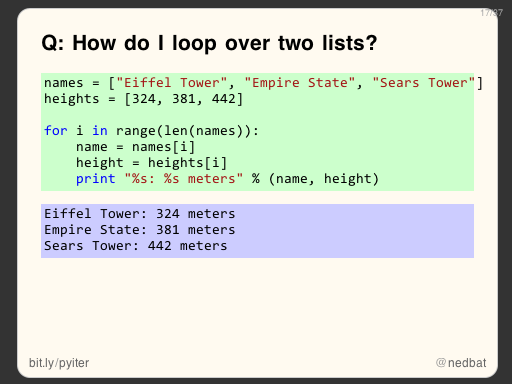 17/37
Q: How do I loop over two lists?
names = ["Eiffel Tower", "Empire State", "Sears Tower"]
heights = [324, 381, 442]
for i in range(len(names)):
    name = names[i]
    height = heights[i]
    print "%s: %s meters" % (name, height)
Eiffel Tower: 324 meters
Empire State: 381 meters
Sears Tower: 442 meters
bit.ly/pyiter
@nedbat